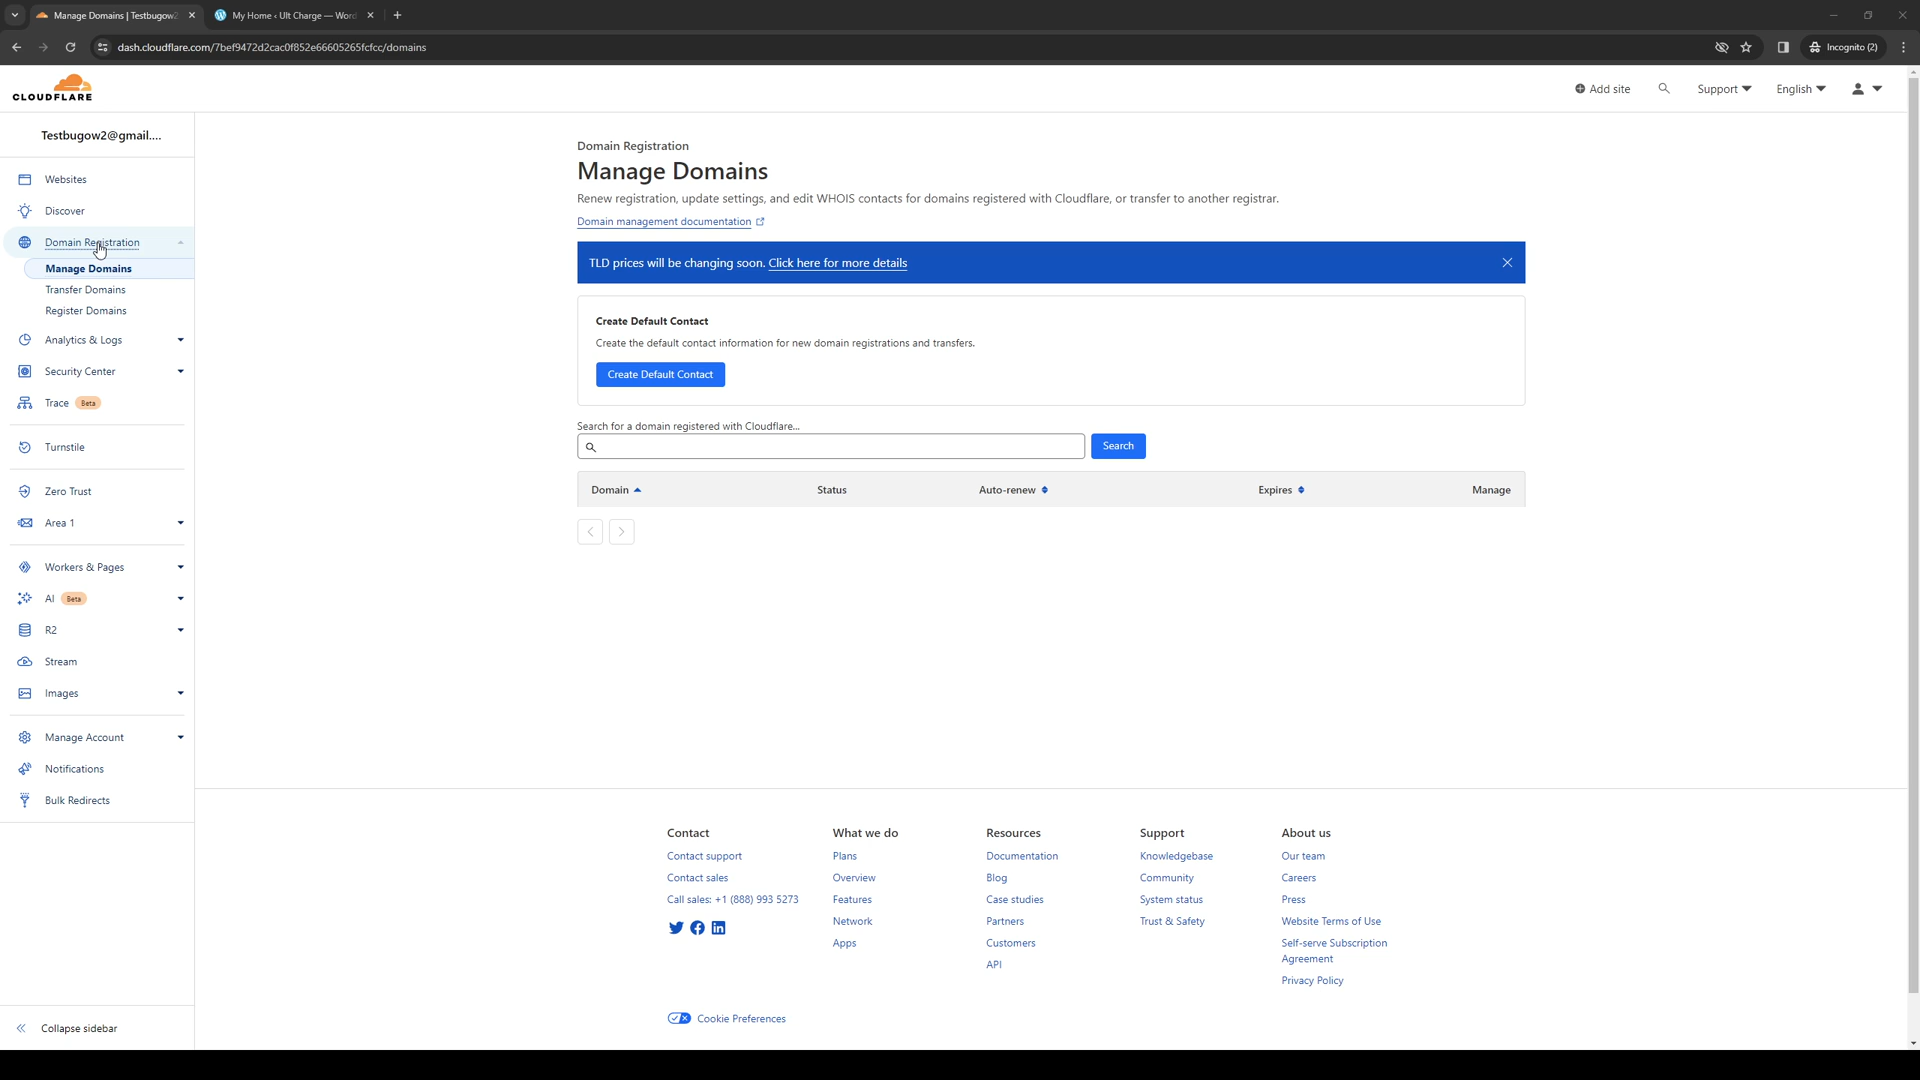 Manage Domains | Testbugow2
My Home ‹ Ult Charge — Word
dash.cloudflare.com/7bef9472d2cac0f852e66605265fcfcc/domains
Incognito (2)
CLOUDFLARE
Add site
Support
English
Testbugow2@gmail....
Websites
Discover
Domain Registration
Manage Domains
Transfer Domains
Register Domains
Analytics & Logs
Security Center
Trace Beta
Turnstile
Zero Trust
Area 1
Workers & Pages
AI Beta
R2
Stream
Images
Manage Account
Notifications
Bulk Redirects
Collapse sidebar
Domain Registration
Manage Domains
Renew registration, update settings, and edit WHOIS contacts for domains registered with Cloudflare, or transfer to another registrar.
Domain management documentation
TLD prices will be changing soon. Click here for more details
Create Default Contact
Create the default contact information for new domain registrations and transfers.
Create Default Contact
Search for a domain registered with Cloudflare...
Search
Domain Status Auto-renew Expires Manage
Contact
Contact support
Contact sales
Call sales: +1 (888) 993 5273
What we do
Plans
Overview
Features
Network
Apps
Resources
Documentation
Blog
Case studies
Partners
Customers
API
Support
Knowledgebase
Community
System status
Trust & Safety
About us
Our team
Careers
Press
Website Terms of Use
Self-serve Subscription
Agreement
Privacy Policy
Cookie Preferences